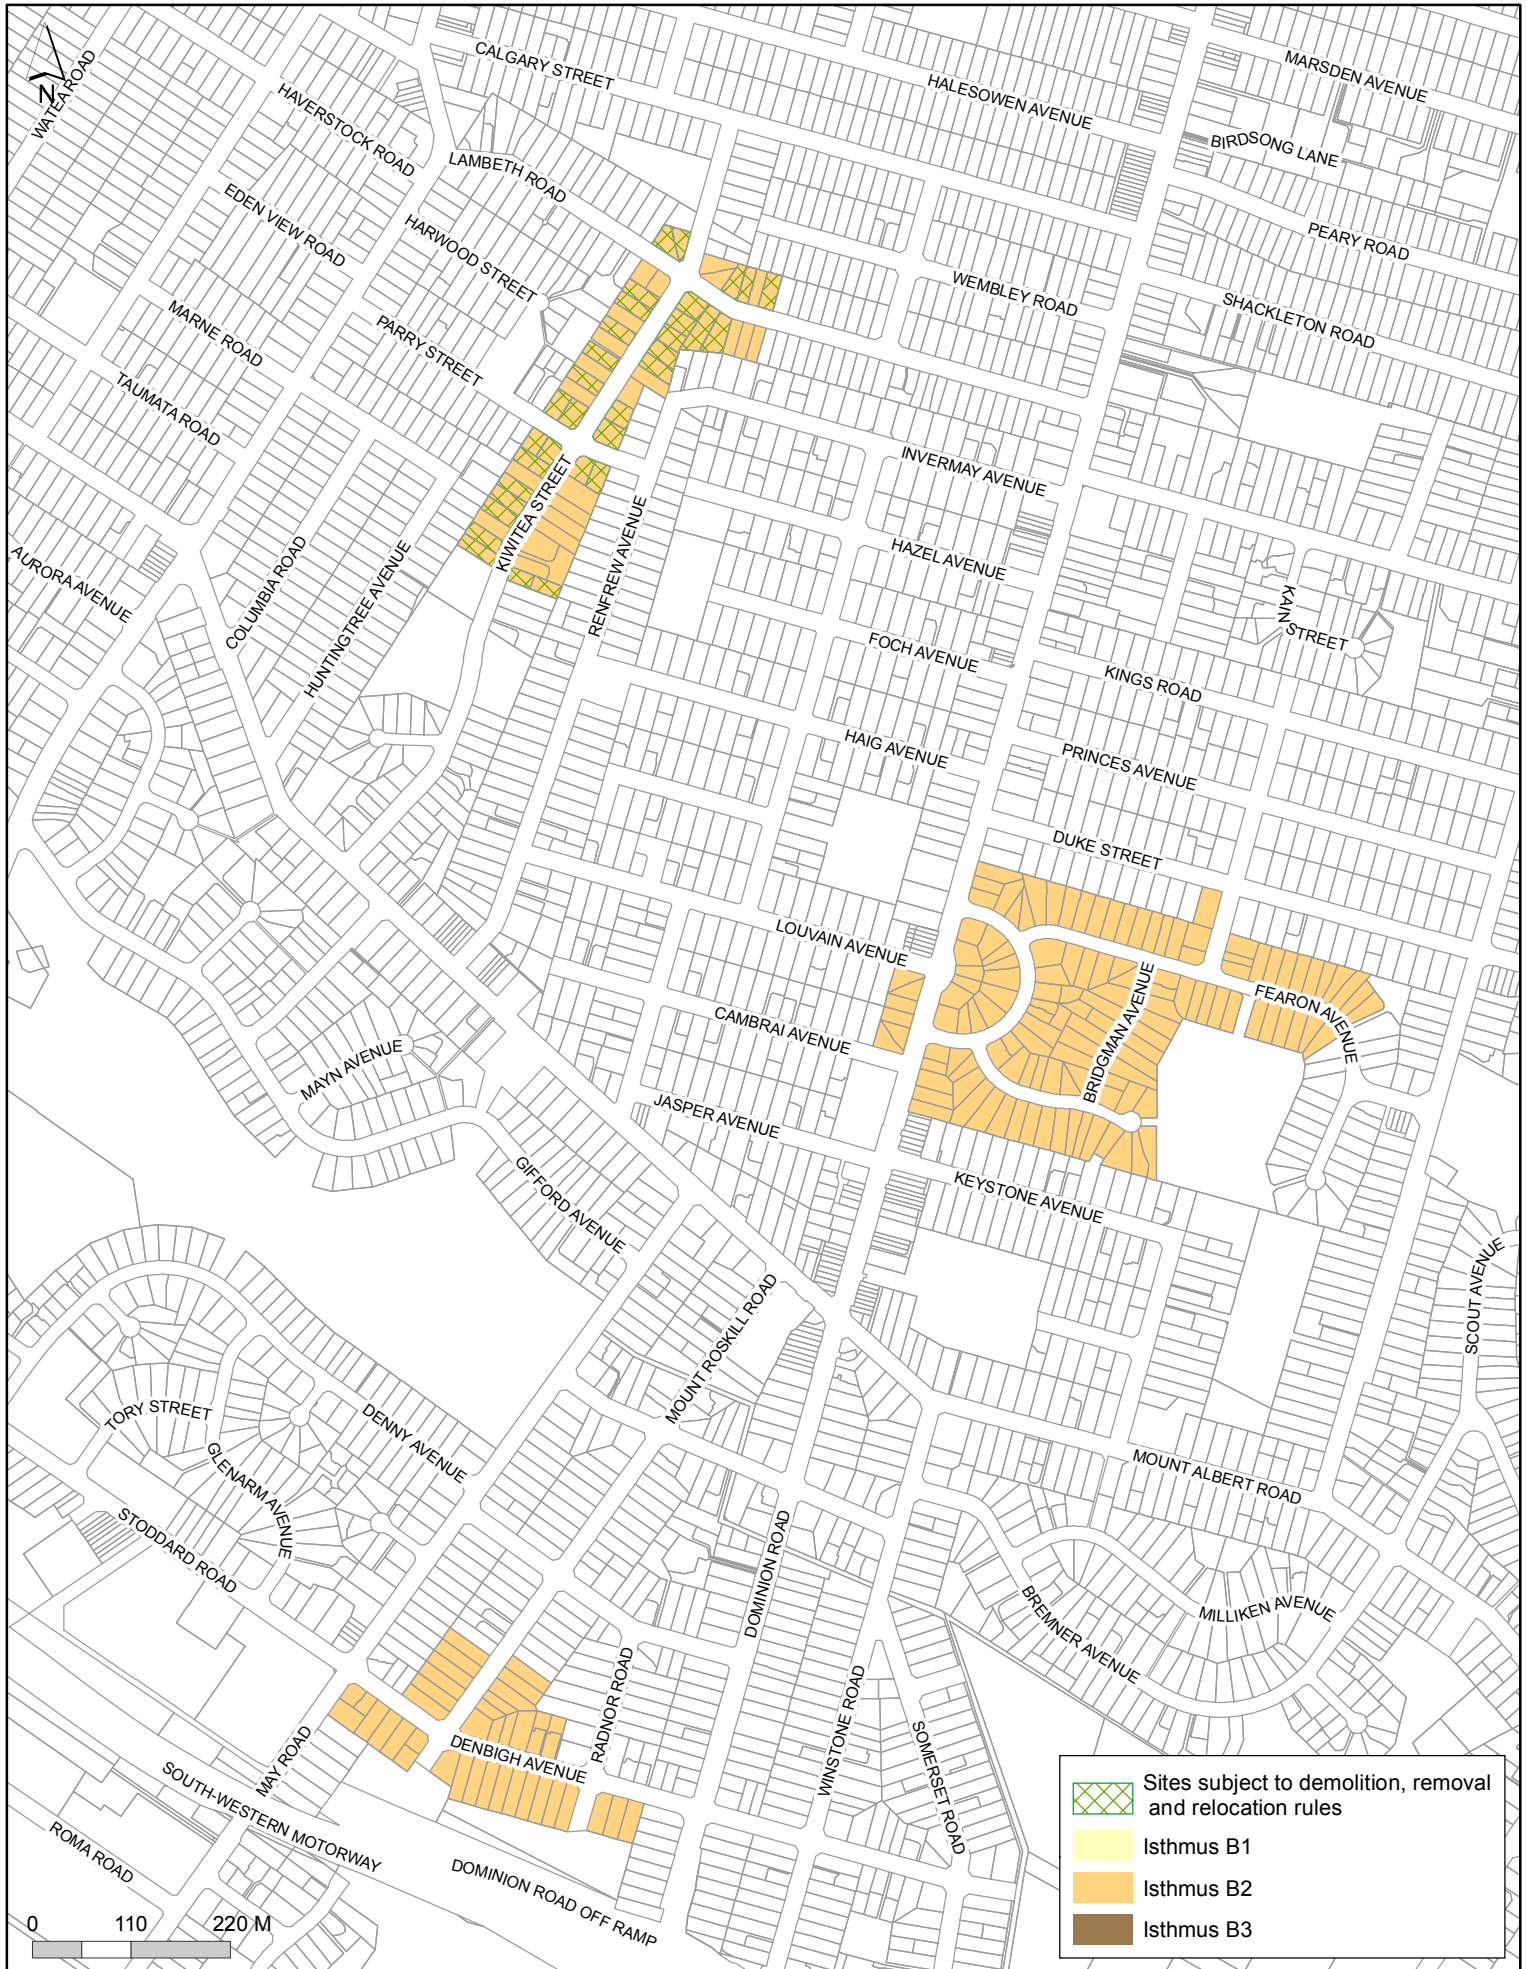 CALGARY STREET
HALESOWEN AVENUE
MARSDEN AVENUE
N
WATEA ROAD
HAVERSTOCK ROAD
LAMBETH ROAD
BIRDSONG LANE
EDEN VIEW ROAD
HARWOOD STREET
PEARY ROAD
WEMBLEY ROAD
SHACKLETON ROAD
MARNE ROAD
PARRY STREET
TAUMATA ROAD
INVERMAY AVENUE
KIWITEA STREET
RENFREW AVENUE
HAZEL AVENUE
AURORA AVENUE
COLUMBIA ROAD
HUNTINGTREE AVENUE
KAIN STREET
FOCH AVENUE
KINGS ROAD
HAIG AVENUE
PRINCES AVENUE
DUKE STREET
LOUVAIN AVENUE
BRIDGMAN AVENUE
FEARON AVENUE
CAMBRAI AVENUE
MAYN AVENUE
JASPER AVENUE
GIFFORD AVENUE
KEYSTONE AVENUE
SCOUT AVENUE
MOUNT ROSKILL ROAD
TORY STREET
DENNY AVENUE
GLENARM AVENUE
MOUNT ALBERT ROAD
STODDARD ROAD
DOMINION ROAD
BREMNER AVENUE
MILLIKEN AVENUE
RADNOR ROAD
WINSTONE ROAD
SOMERSET ROAD
DENBIGH AVENUE
MAY ROAD
SOUTH-WESTERN MOTORWAY
ROMA ROAD
DOMINION ROAD OFF RAMP
0 110 220 M
Sites subject to demolition, removal
and relocation rules
Isthmus B1
Isthmus B2
Isthmus B3